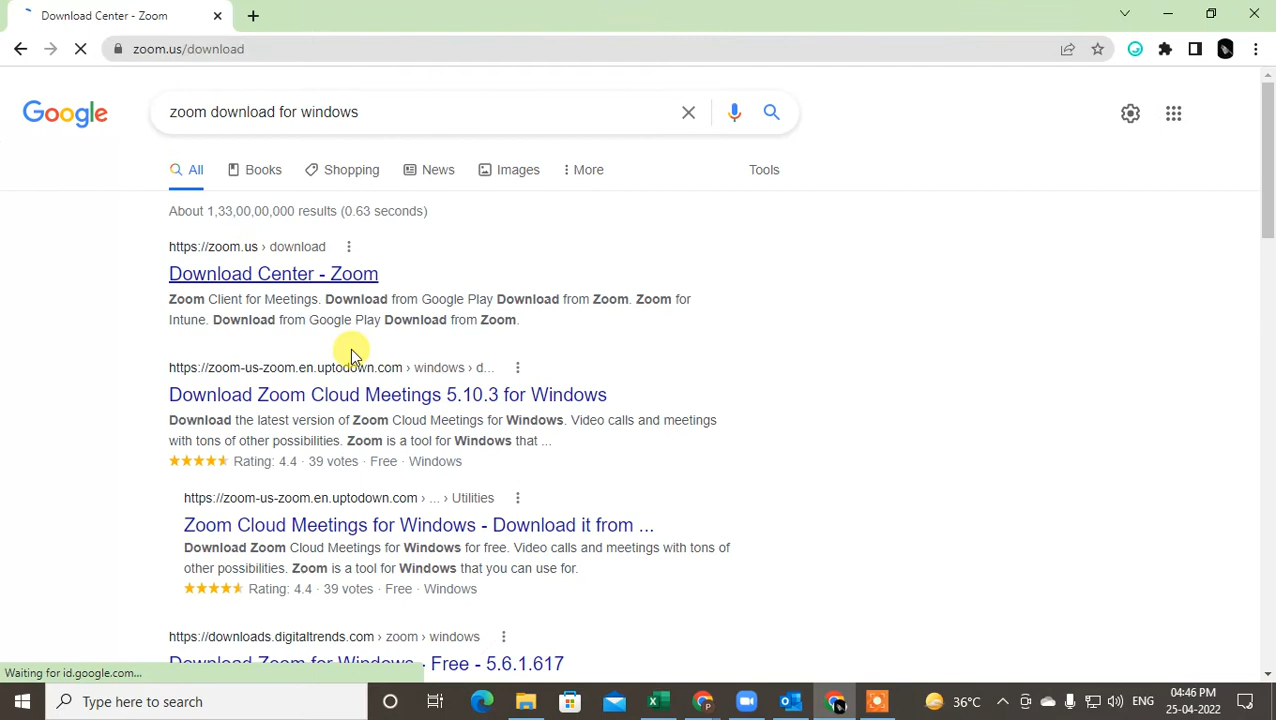 Download Center - Zoom
zoom.us/download
Google
zoom download for windows
All
Books
Shopping
News
Images
More
Tools
About 1,33,00,00,000 results (0.63 seconds)
https://zoom.us › download
Download Center - Zoom
Zoom Client for Meetings. Download from Google Play Download from Zoom. Zoom for
Intune. Download from Google Play Download from Zoom.
https://zoom-us-zoom.en.uptodown.com › windows › d...
Download Zoom Cloud Meetings 5.10.3 for Windows
Download the latest version of Zoom Cloud Meetings for Windows. Video calls and meetings
with tons of other possibilities. Zoom is a tool for Windows that ...
Rating: 4.4 · 39 votes · Free · Windows
https://zoom-us-zoom.en.uptodown.com › ... › Utilities
Zoom Cloud Meetings for Windows - Download it from ...
Download Zoom Cloud Meetings for Windows for free. Video calls and meetings with tons of
other possibilities. Zoom is a tool for Windows that you can use for.
Rating: 4.4 · 39 votes · Free · Windows
https://downloads.digitaltrends.com › zoom › windows
Download Zoom for Windows - Free - 5.6.1.617
Waiting for id.google.com...
Type here to search
36°C
ENG
04:46 PM
25-04-2022